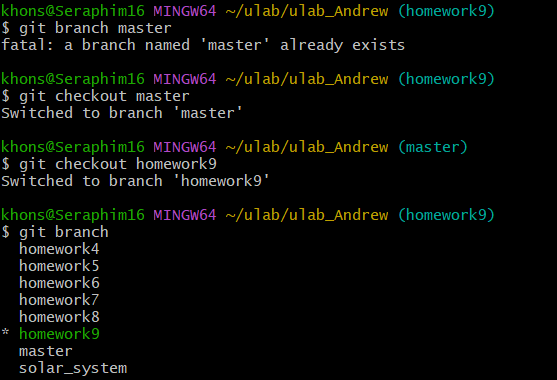 khons@Seraphim16 MINGW64 ~/ulab/ulab_Andrew (homework9)
$ git branch master
fatal: a branch named 'master' already exists
khons@Seraphim16 MINGW64 ~/ulab/ulab_Andrew (homework9)
$ git checkout master
Switched to branch 'master'
khons@Seraphim16 MINGW64 ~/ulab/ulab_Andrew (master)
$ git checkout homework9
Switched to branch 'homework9'
khons@Seraphim16 MINGW64 ~/ulab/ulab_Andrew (homework9)
$ git branch
  homework4
  homework5
  homework6
  homework7
  homework8
* homework9
  master
  solar_system